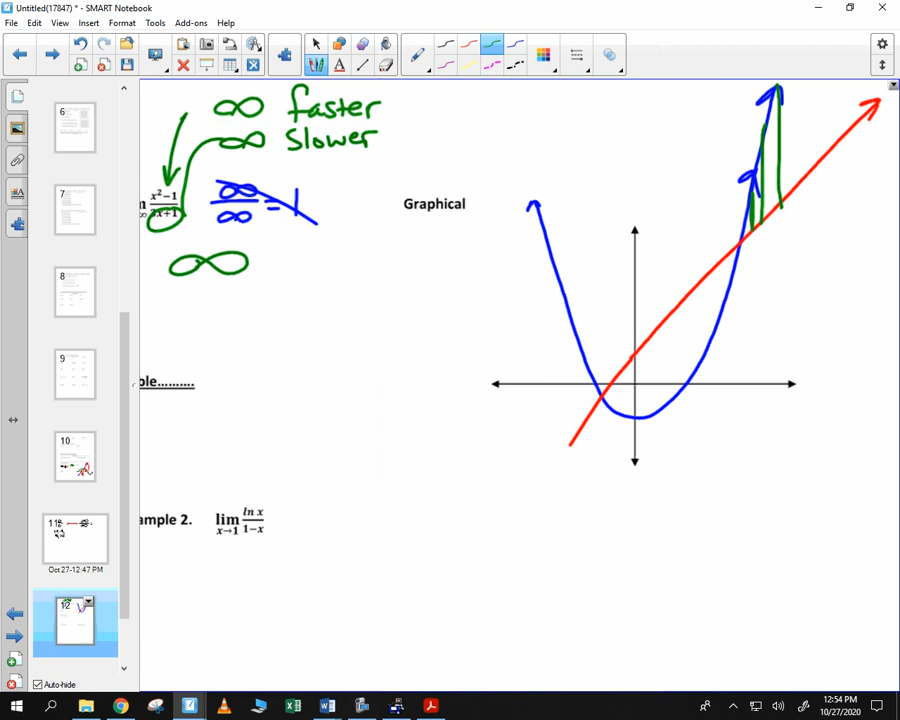 Untitled(17847) * - SMART Notebook
File Edit View Insert Format Tools Add-ons Help
∞ faster
∞ slower
x²−1
∞/∞ = 1
Graphical
∞
ble..........
ample 2. lim x→1 ln x / 1−x
6
7
8
9
10
11
Oct 27-12:47 PM
12
Auto-hide
12:54 PM
10/27/2020